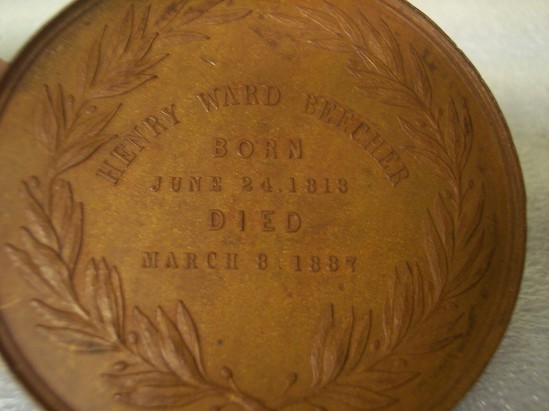 HENRY WARD BEECHER
BORN
JUNE 24.1813
DIED
MARCH 8.1887